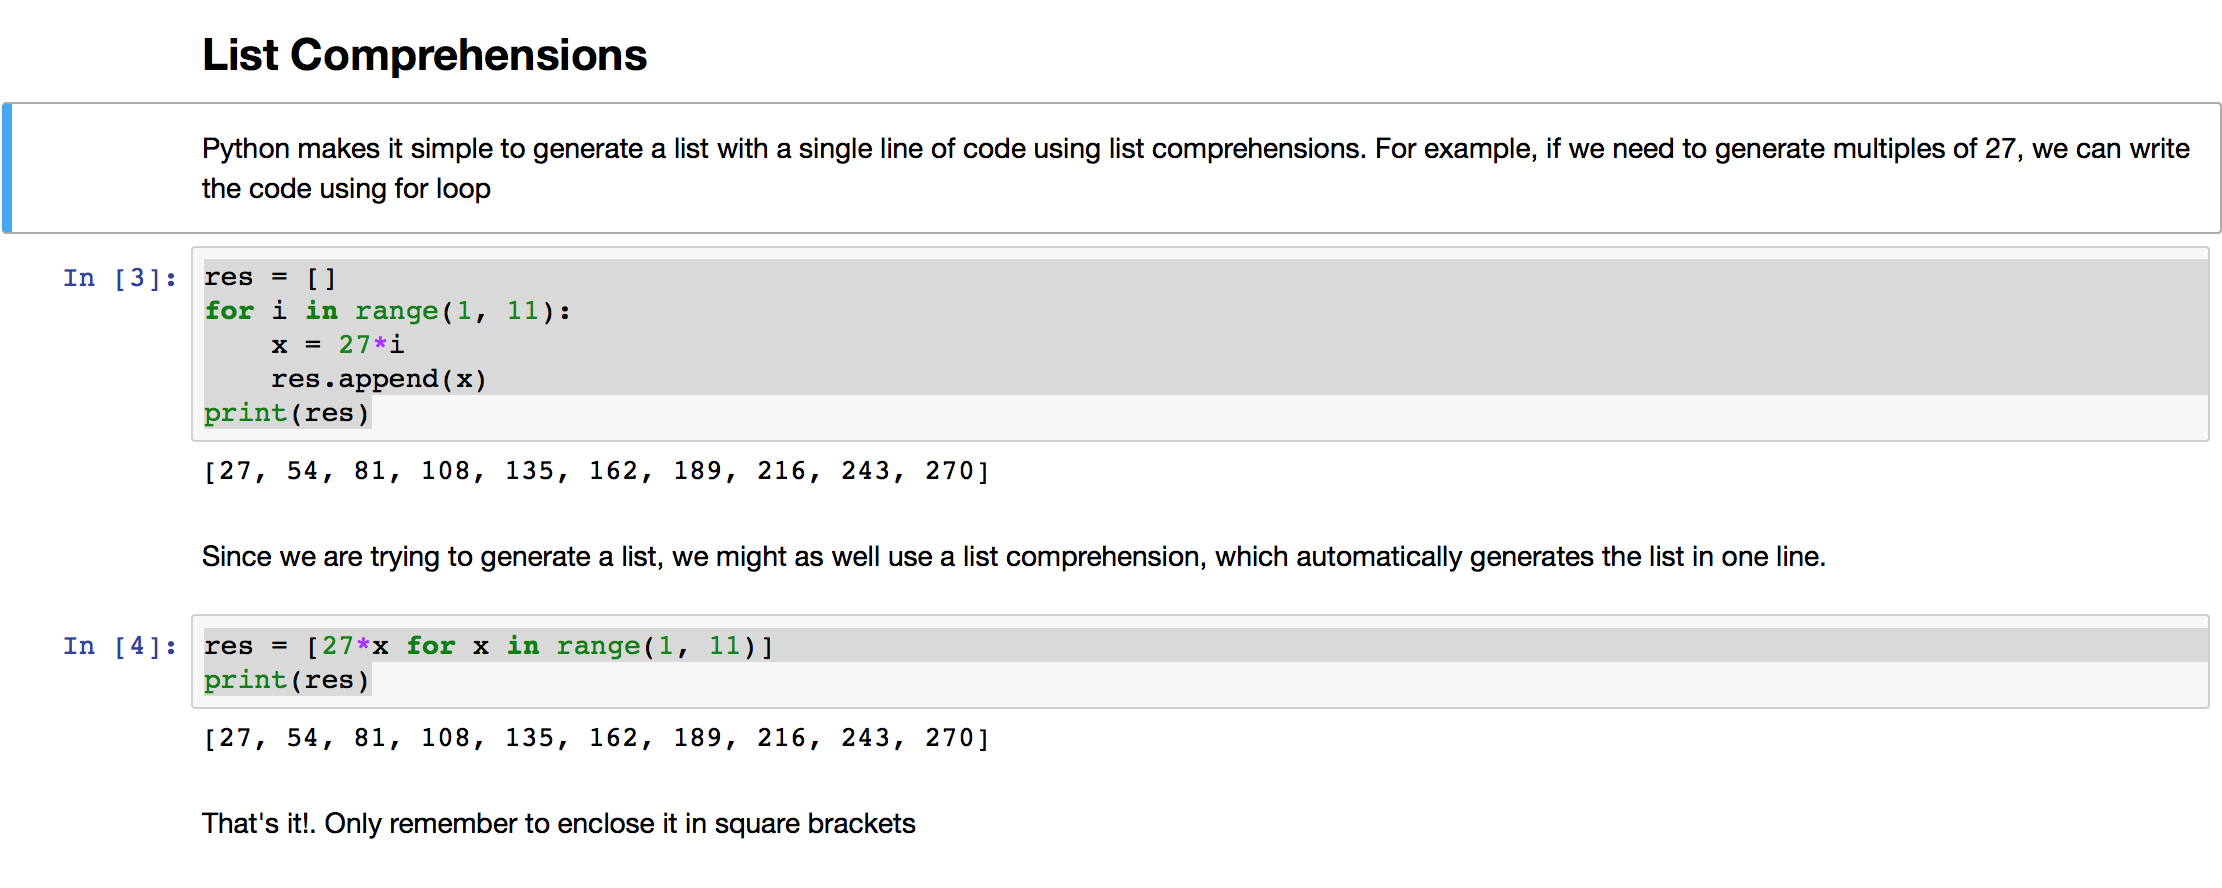 List Comprehensions
Python makes it simple to generate a list with a single line of code using list comprehensions. For example, if we need to generate multiples of 27, we can write
the code using for loop
In [3]:
res = []
for i in range(1, 11):
    x = 27*i
    res.append(x)
print(res)
[27, 54, 81, 108, 135, 162, 189, 216, 243, 270]
Since we are trying to generate a list, we might as well use a list comprehension, which automatically generates the list in one line.
In [4]:
res = [27*x for x in range(1, 11)]
print(res)
[27, 54, 81, 108, 135, 162, 189, 216, 243, 270]
That's it!. Only remember to enclose it in square brackets